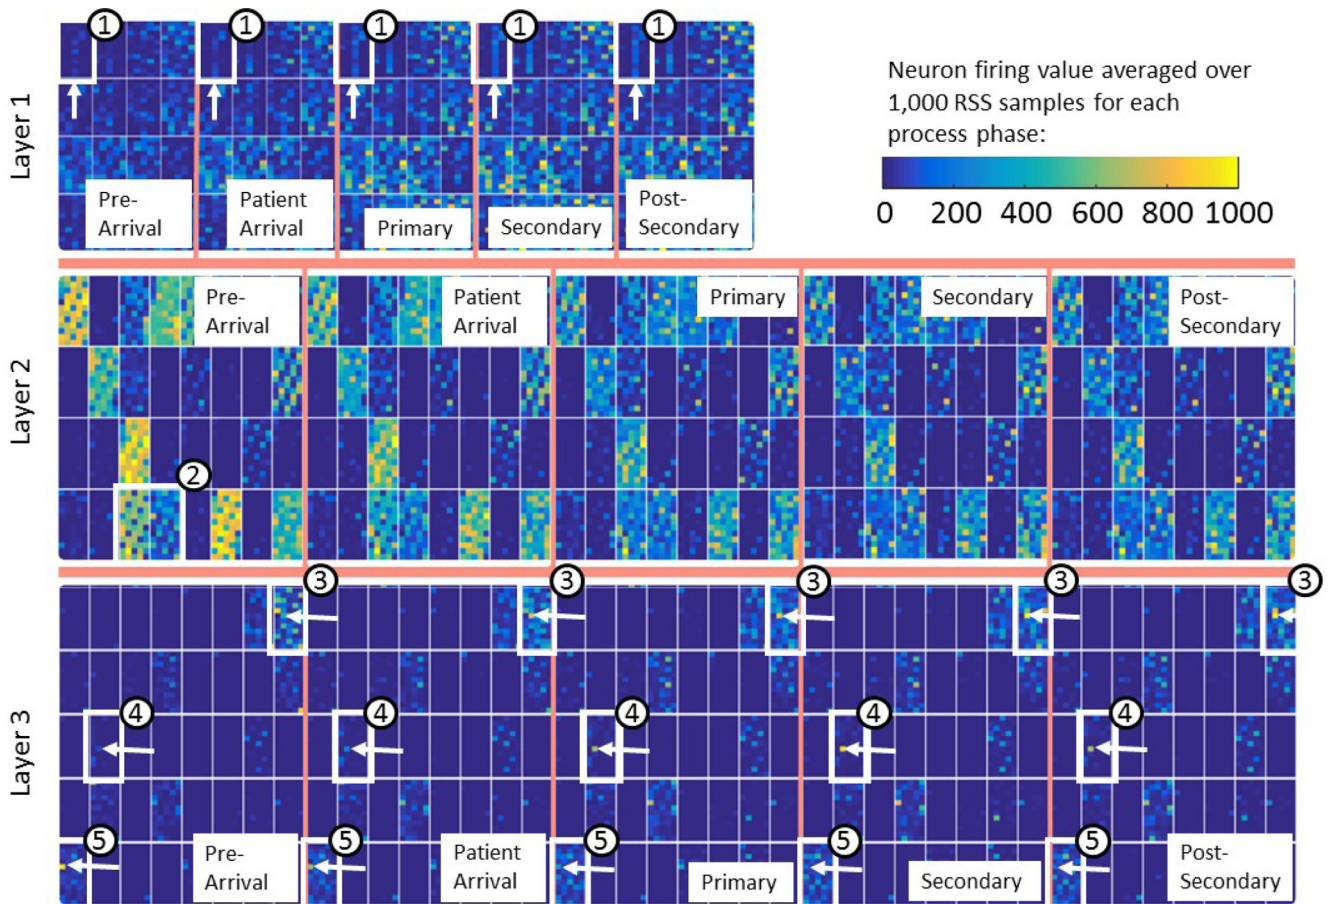 1 1 1 1 1
Neuron firing value averaged over
1,000 RSS samples for each
process phase:
0 200 400 600 800 1000
Layer 1
Pre-
Arrival
Patient
Arrival
Primary
Secondary
Post-
Secondary
Layer 2
Pre-
Arrival
Patient
Arrival
Primary
Secondary
Post-
Secondary
2
3 3 3 3 3
Layer 3
4 4 4 4 4
5 5 5 5 5
Pre-
Arrival
Patient
Arrival
Primary
Secondary
Post-
Secondary